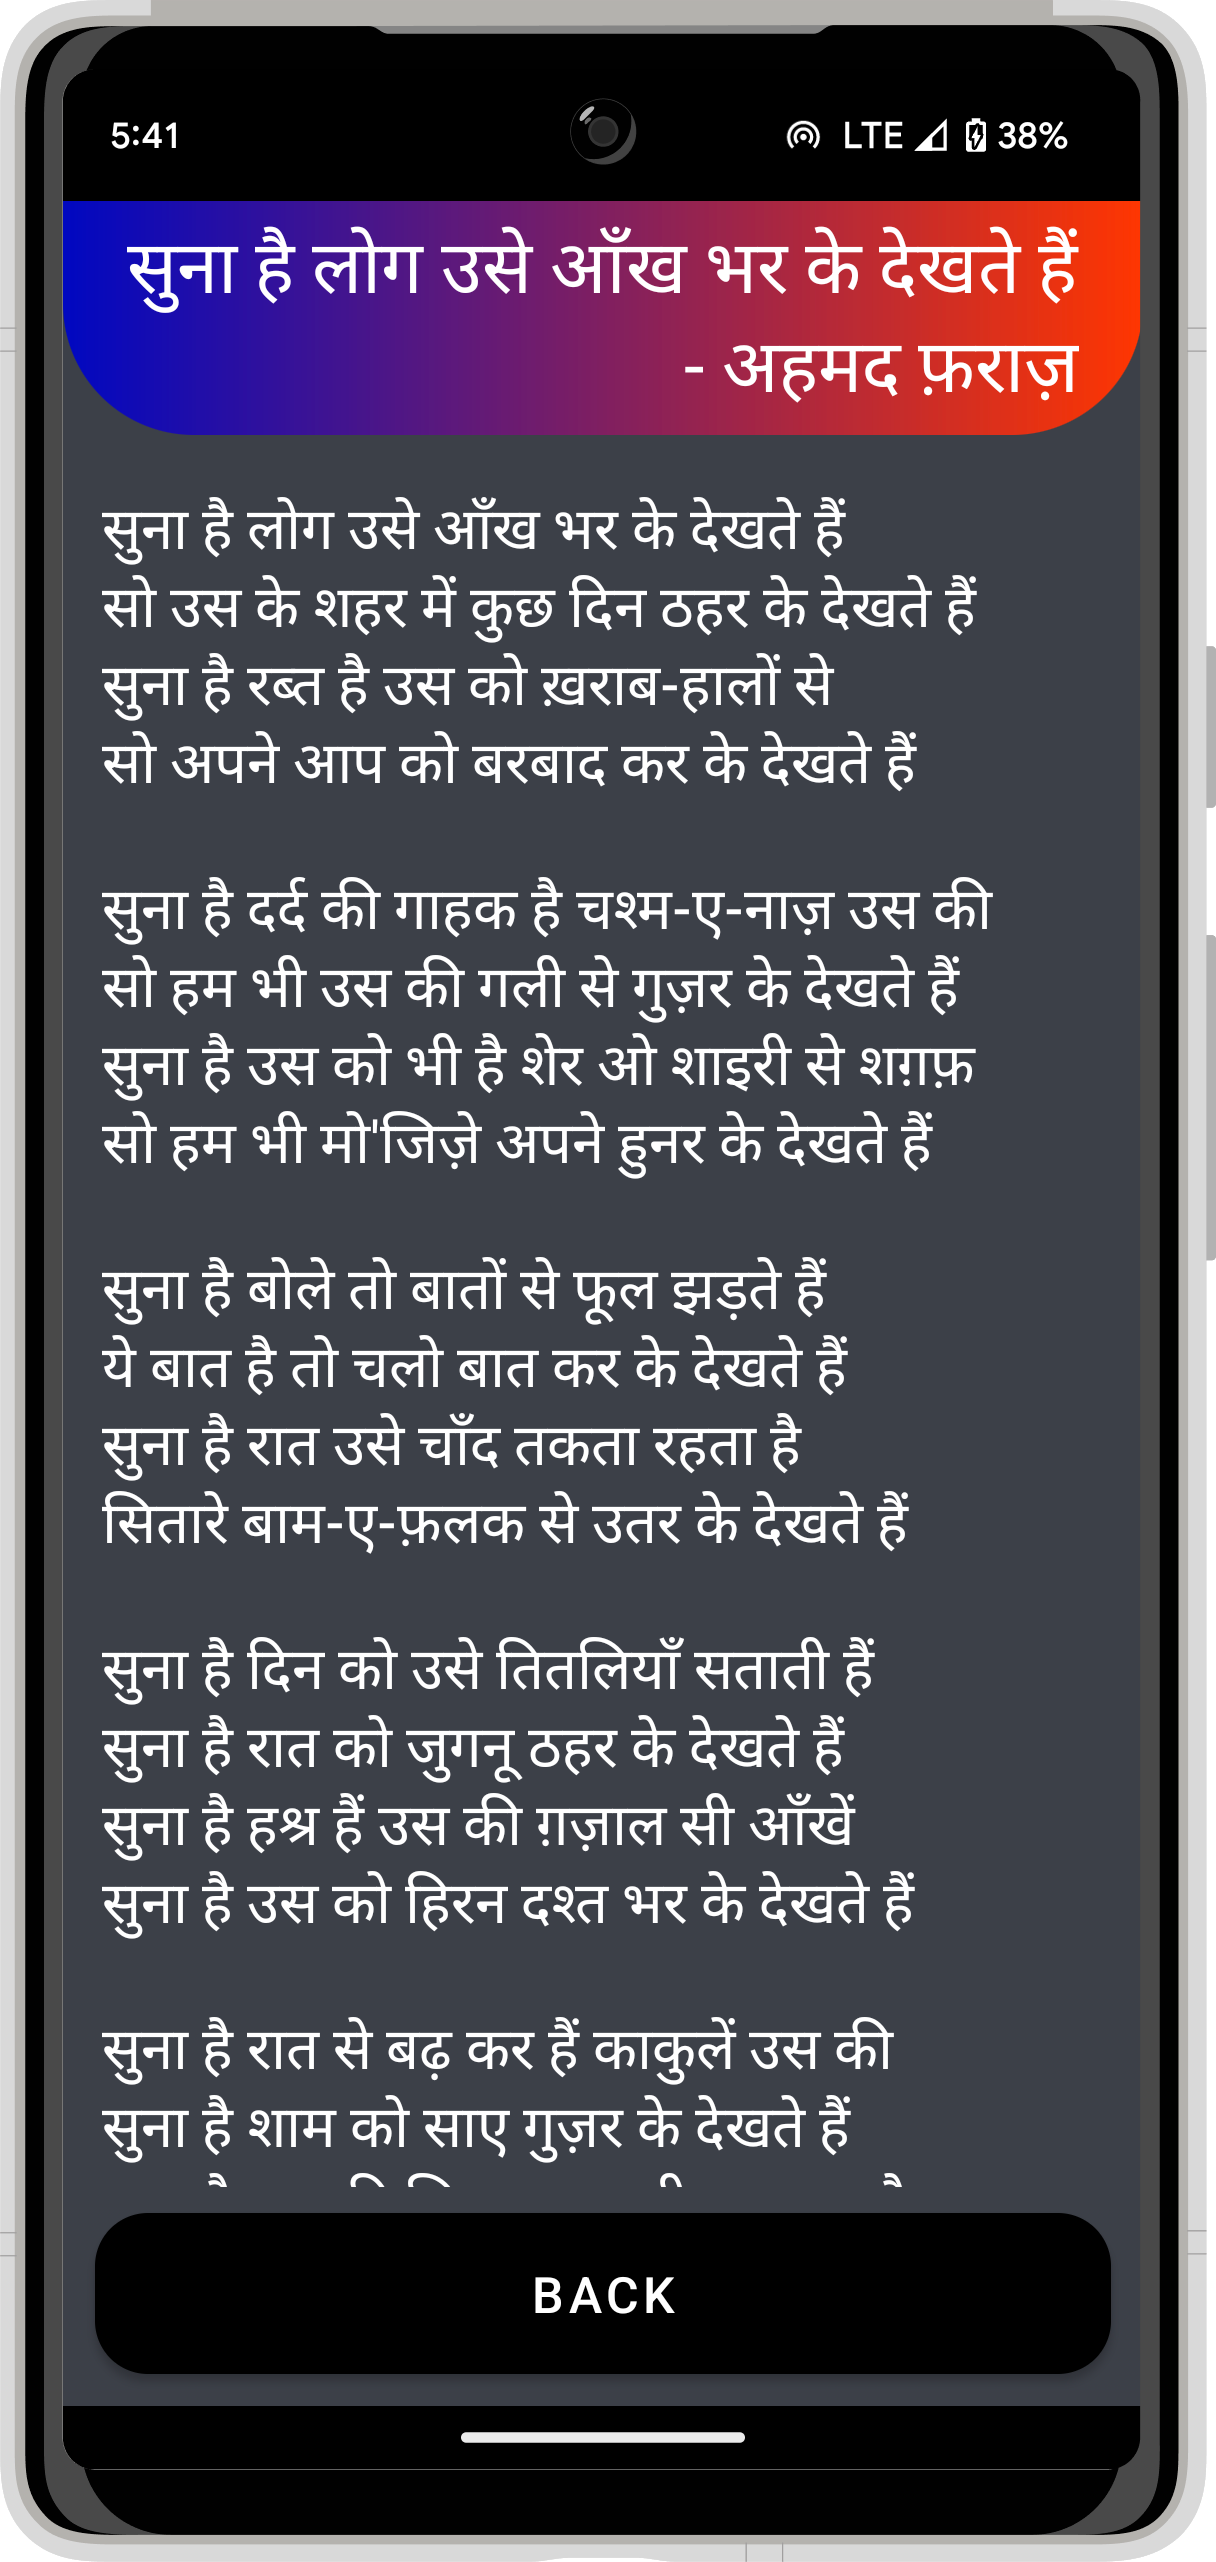 5:41
LTE 38%
सुना है लोग उसे आँख भर के देखते हैं
- अहमद फ़राज़
सुना है लोग उसे आँख भर के देखते हैं
सो उस के शहर में कुछ दिन ठहर के देखते हैं
सुना है रब्त है उस को ख़राब-हालों से
सो अपने आप को बरबाद कर के देखते हैं
सुना है दर्द की गाहक है चश्म-ए-नाज़ उस की
सो हम भी उस की गली से गुज़र के देखते हैं
सुना है उस को भी है शेर ओ शाइरी से शग़फ़
सो हम भी मो'जिज़े अपने हुनर के देखते हैं
सुना है बोले तो बातों से फूल झड़ते हैं
ये बात है तो चलो बात कर के देखते हैं
सुना है रात उसे चाँद तकता रहता है
सितारे बाम-ए-फ़लक से उतर के देखते हैं
सुना है दिन को उसे तितलियाँ सताती हैं
सुना है रात को जुगनू ठहर के देखते हैं
सुना है हश्र हैं उस की ग़ज़ाल सी आँखें
सुना है उस को हिरन दश्त भर के देखते हैं
सुना है रात से बढ़ कर हैं काकुलें उस की
सुना है शाम को साए गुज़र के देखते हैं
BACK